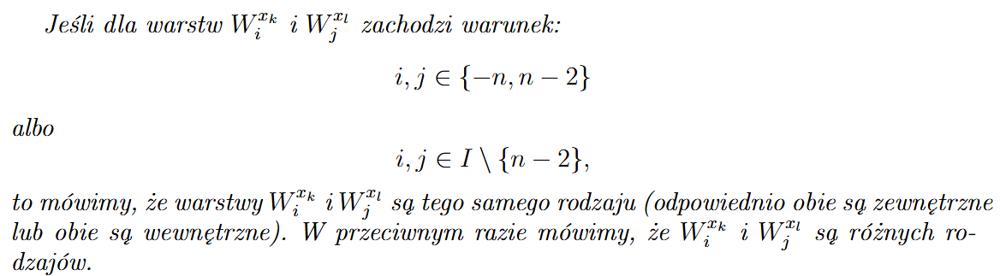 Jeśli dla warstw $W_i^{x_k}$ i $W_j^{x_l}$ zachodzi warunek:
$i, j \in \{-n, n-2\}$
albo
$i, j \in I \setminus \{n-2\},$
to mówimy, że warstwy $W_i^{x_k}$ i $W_j^{x_l}$ są tego samego rodzaju (odpowiednio obie są zewnętrzne
lub obie są wewnętrzne). W przeciwnym razie mówimy, że $W_i^{x_k}$ i $W_j^{x_l}$ są różnych ro-
dzajów.